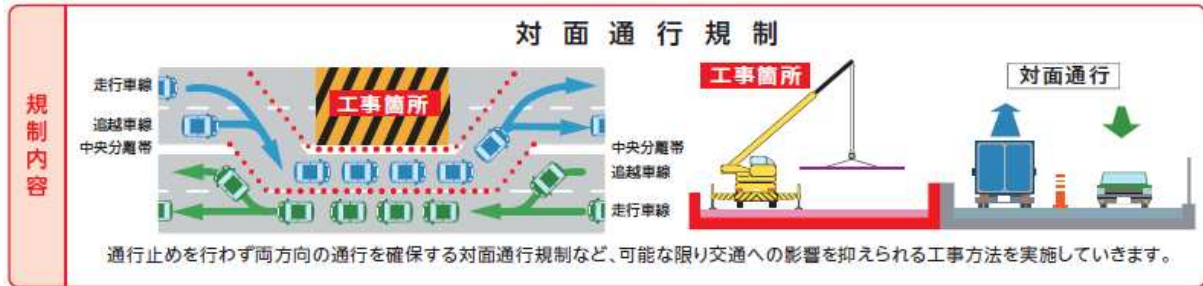 規制内容
対面通行規制
走行車線
追越車線
中央分離帯
工事箇所
中央分離帯
追越車線
走行車線
工事箇所
対面通行
通行止めを行わず両方向の通行を確保する対面通行規制など、可能な限り交通への影響を抑えられる工事方法を実施していきます。